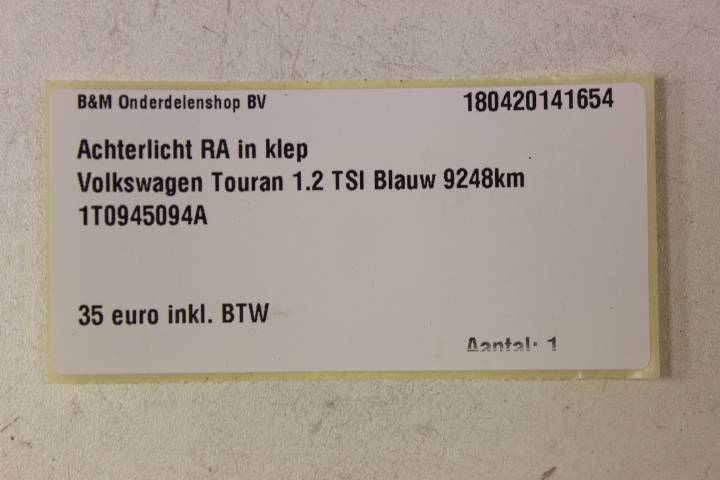 B&M Onderdelenshop BV 180420141654
Achterlicht RA in klep
Volkswagen Touran 1.2 TSI Blauw 9248km
1T0945094A
35 euro inkl. BTW
Aantal: 1